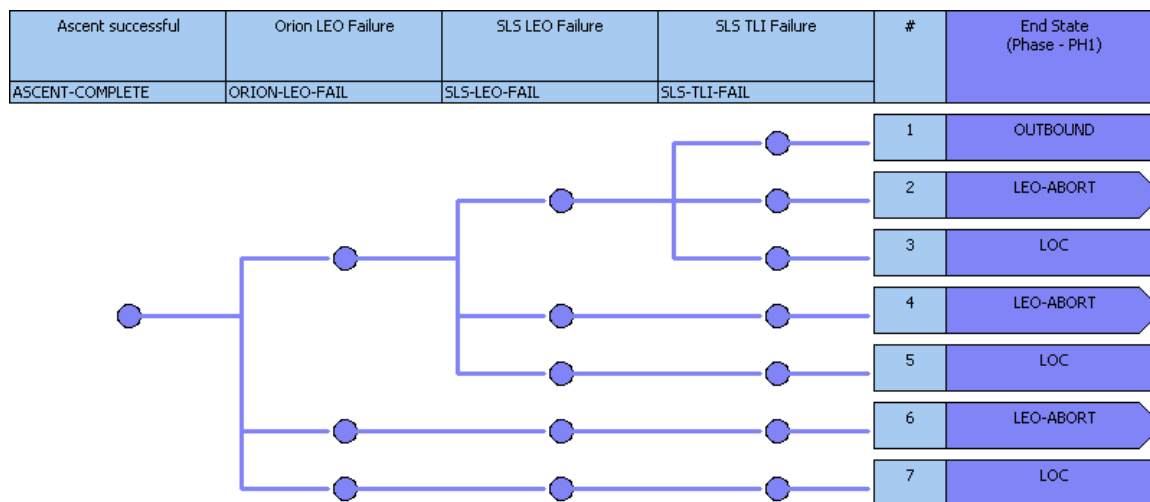 Ascent successful
Orion LEO Failure
SLS LEO Failure
SLS TLI Failure
#
End State
(Phase - PH1)
ASCENT-COMPLETE
ORION-LEO-FAIL
SLS-LEO-FAIL
SLS-TLI-FAIL
1
OUTBOUND
2
LEO-ABORT
3
LOC
4
LEO-ABORT
5
LOC
6
LEO-ABORT
7
LOC